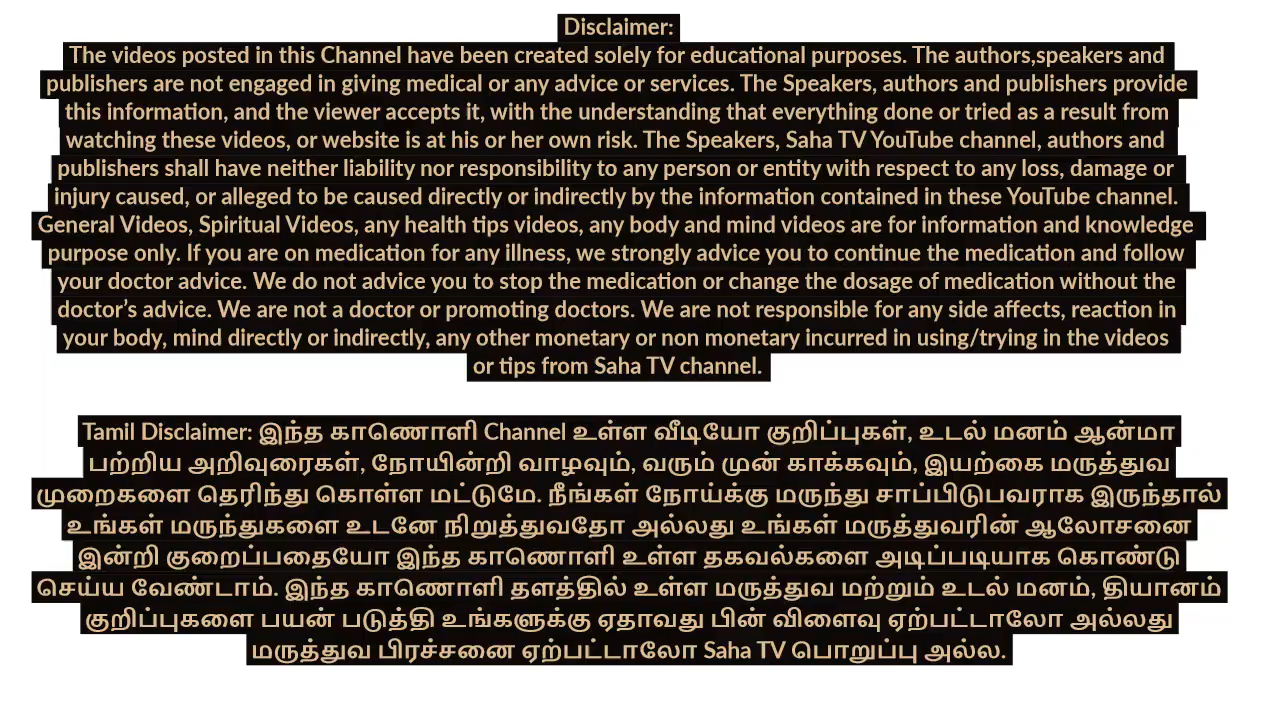 Disclaimer:
The videos posted in this Channel have been created solely for educational purposes. The authors,speakers and
publishers are not engaged in giving medical or any advice or services. The Speakers, authors and publishers provide
this information, and the viewer accepts it, with the understanding that everything done or tried as a result from
watching these videos, or website is at his or her own risk. The Speakers, Saha TV YouTube channel, authors and
publishers shall have neither liability nor responsibility to any person or entity with respect to any loss, damage or
injury caused, or alleged to be caused directly or indirectly by the information contained in these YouTube channel.
General Videos, Spiritual Videos, any health tips videos, any body and mind videos are for information and knowledge
purpose only. If you are on medication for any illness, we strongly advice you to continue the medication and follow
your doctor advice. We do not advice you to stop the medication or change the dosage of medication without the
doctor’s advice. We are not a doctor or promoting doctors. We are not responsible for any side affects, reaction in
your body, mind directly or indirectly, any other monetary or non monetary incurred in using/trying in the videos
or tips from Saha TV channel.
Tamil Disclaimer: இந்த காணொளி Channel உள்ள வீடியோ குறிப்புகள், உடல் மனம் ஆன்மா
பற்றிய அறிவுரைகள், நோயின்றி வாழவும், வரும் முன் காக்கவும், இயற்கை மருத்துவ
முறைகளை தெரிந்து கொள்ள மட்டுமே. நீங்கள் நோய்க்கு மருந்து சாப்பிடுபவராக இருந்தால்
உங்கள் மருந்துகளை உடனே நிறுத்துவதோ அல்லது உங்கள் மருத்துவரின் ஆலோசனை
இன்றி குறைப்பதையோ இந்த காணொளி உள்ள தகவல்களை அடிப்படியாக கொண்டு
செய்ய வேண்டாம். இந்த காணொளி தளத்தில் உள்ள மருத்துவ மற்றும் உடல் மனம், தியானம்
குறிப்புகளை பயன் படுத்தி உங்களுக்கு ஏதாவது பின் விளைவு ஏற்பட்டாலோ அல்லது
மருத்துவ பிரச்சனை ஏற்பட்டாலோ Saha TV பொறுப்பு அல்ல.